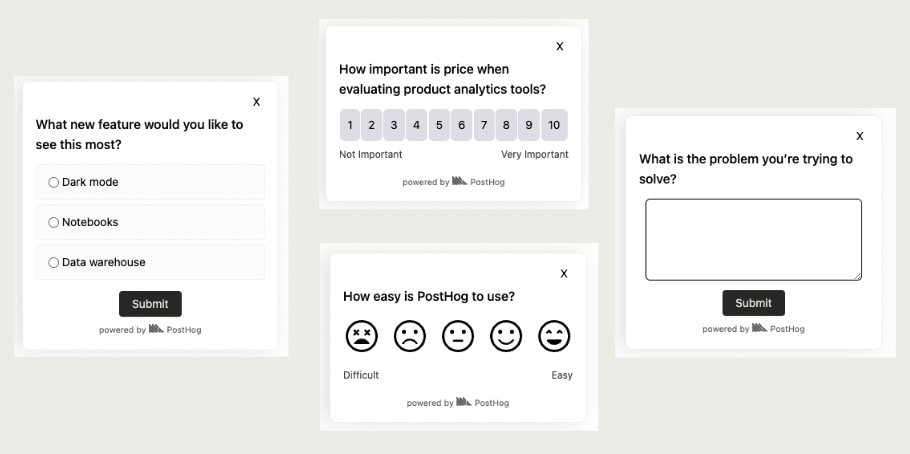 X
What new feature would you like to
see this most?
Dark mode
Notebooks
Data warehouse
Submit
powered by PostHog
X
How important is price when
evaluating product analytics tools?
1 2 3 4 5 6 7 8 9 10
Not Important Very Important
powered by PostHog
X
How easy is PostHog to use?
Difficult Easy
powered by PostHog
X
What is the problem you’re trying to
solve?
Submit
powered by PostHog